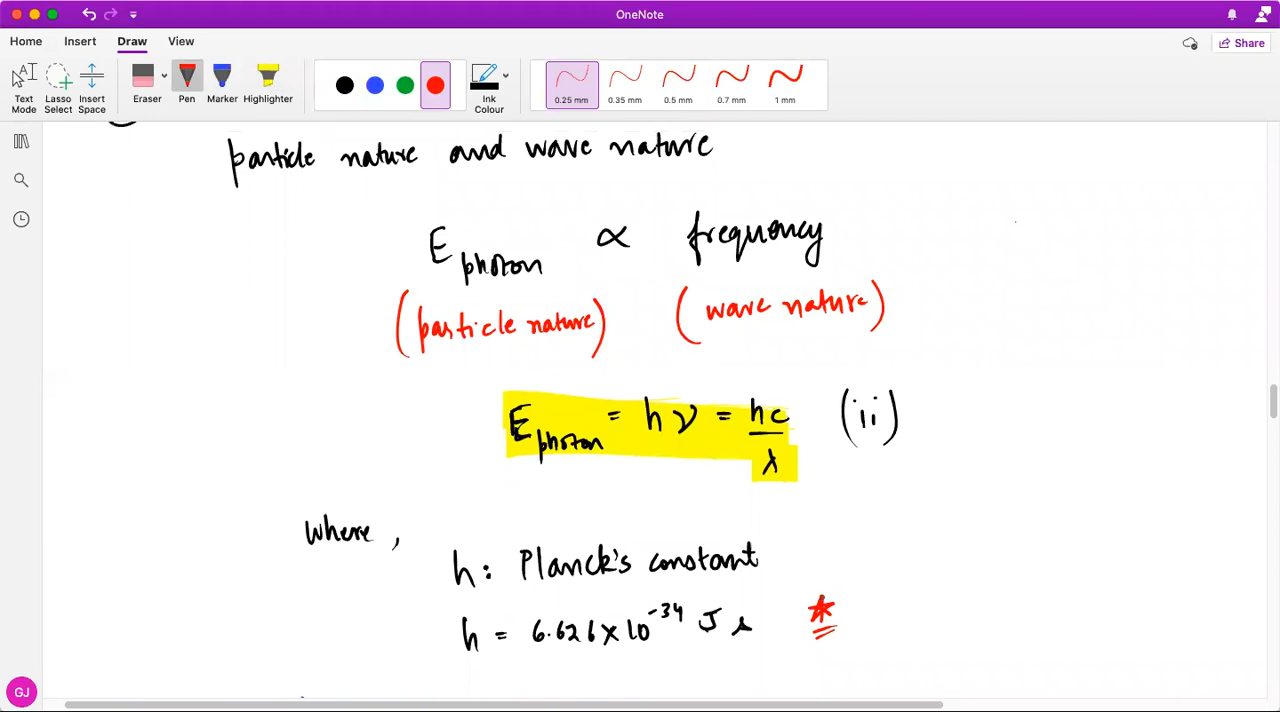 OneNote
Home Insert Draw View Share
Text Mode Lasso Select Insert Space Eraser Pen Marker Highlighter Ink Colour 0.25 mm 0.35 mm 0.5 mm 0.7 mm 1 mm
particle nature and wave nature
E photon ∝ frequency
(particle nature) (wave nature)
E photon = hν = hc/λ (ii)
where,
h: Planck's constant
h = 6.626 × 10⁻³⁴ J s
GJ